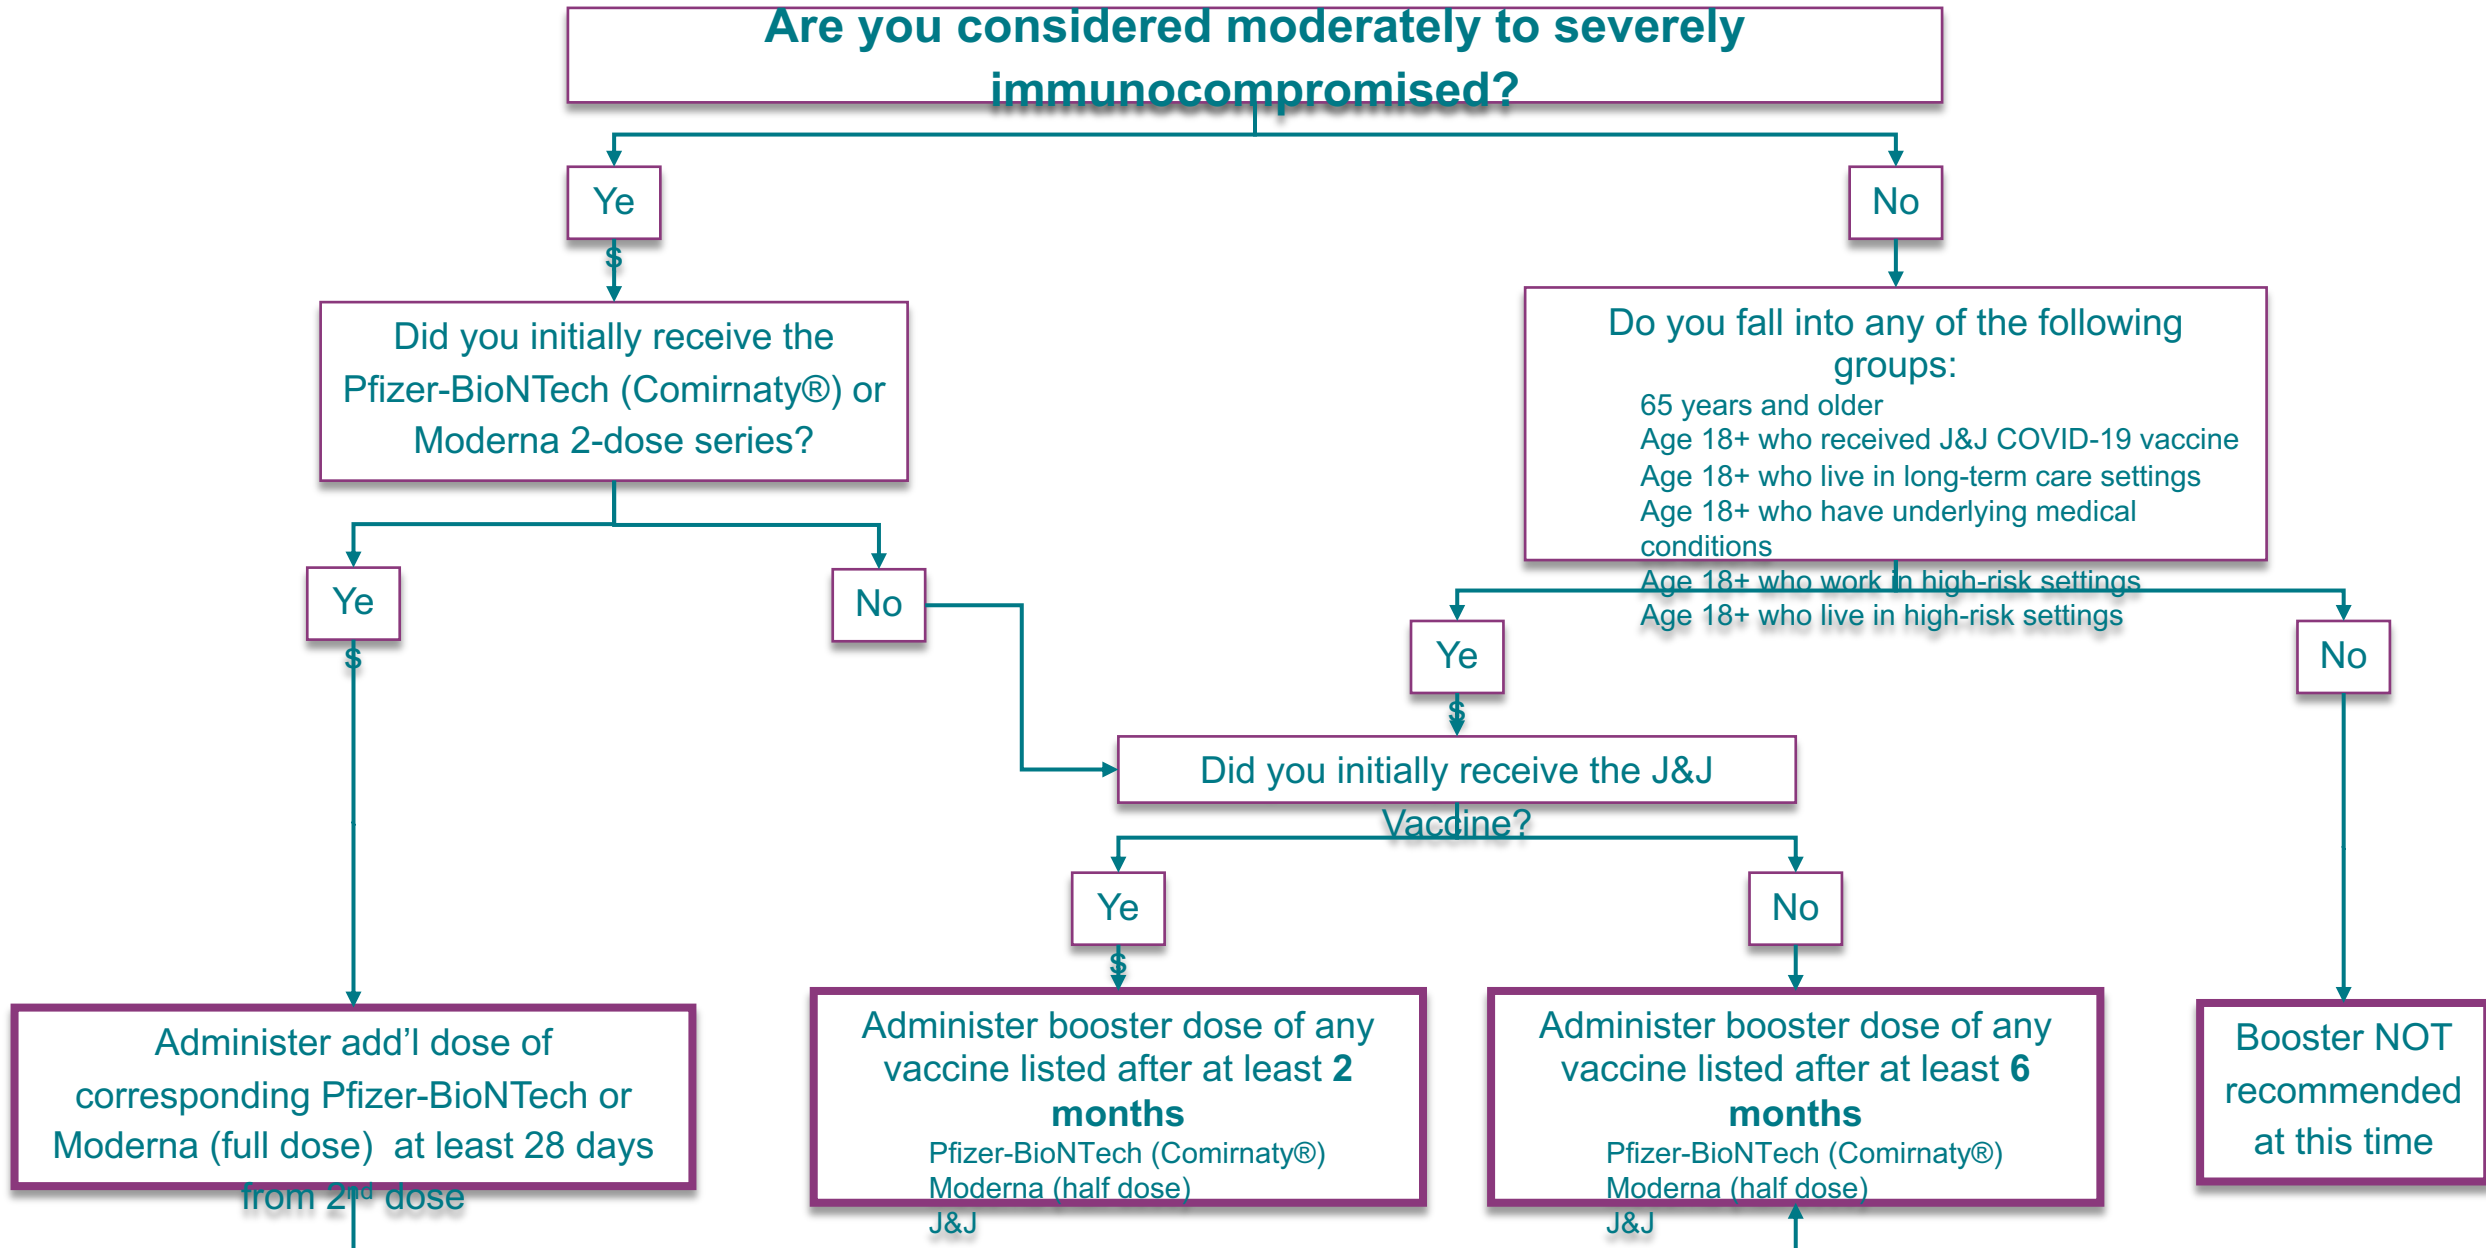 Are you considered moderately to severely
immunocompromised?
Ye
s
No
Did you initially receive the
Pfizer-BioNTech (Comirnaty®) or
Moderna 2-dose series?
Do you fall into any of the following
groups:
65 years and older
Age 18+ who received J&J COVID-19 vaccine
Age 18+ who live in long-term care settings
Age 18+ who have underlying medical
conditions
Age 18+ who work in high-risk settings
Age 18+ who live in high-risk settings
Ye
s
No
Ye
s
No
Did you initially receive the J&J
Vaccine?
Ye
s
No
Administer add’l dose of
corresponding Pfizer-BioNTech or
Moderna (full dose) at least 28 days
from 2nd dose
Administer booster dose of any
vaccine listed after at least 2
months
Pfizer-BioNTech (Comirnaty®)
Moderna (half dose)
J&J
Administer booster dose of any
vaccine listed after at least 6
months
Pfizer-BioNTech (Comirnaty®)
Moderna (half dose)
J&J
Booster NOT
recommended
at this time